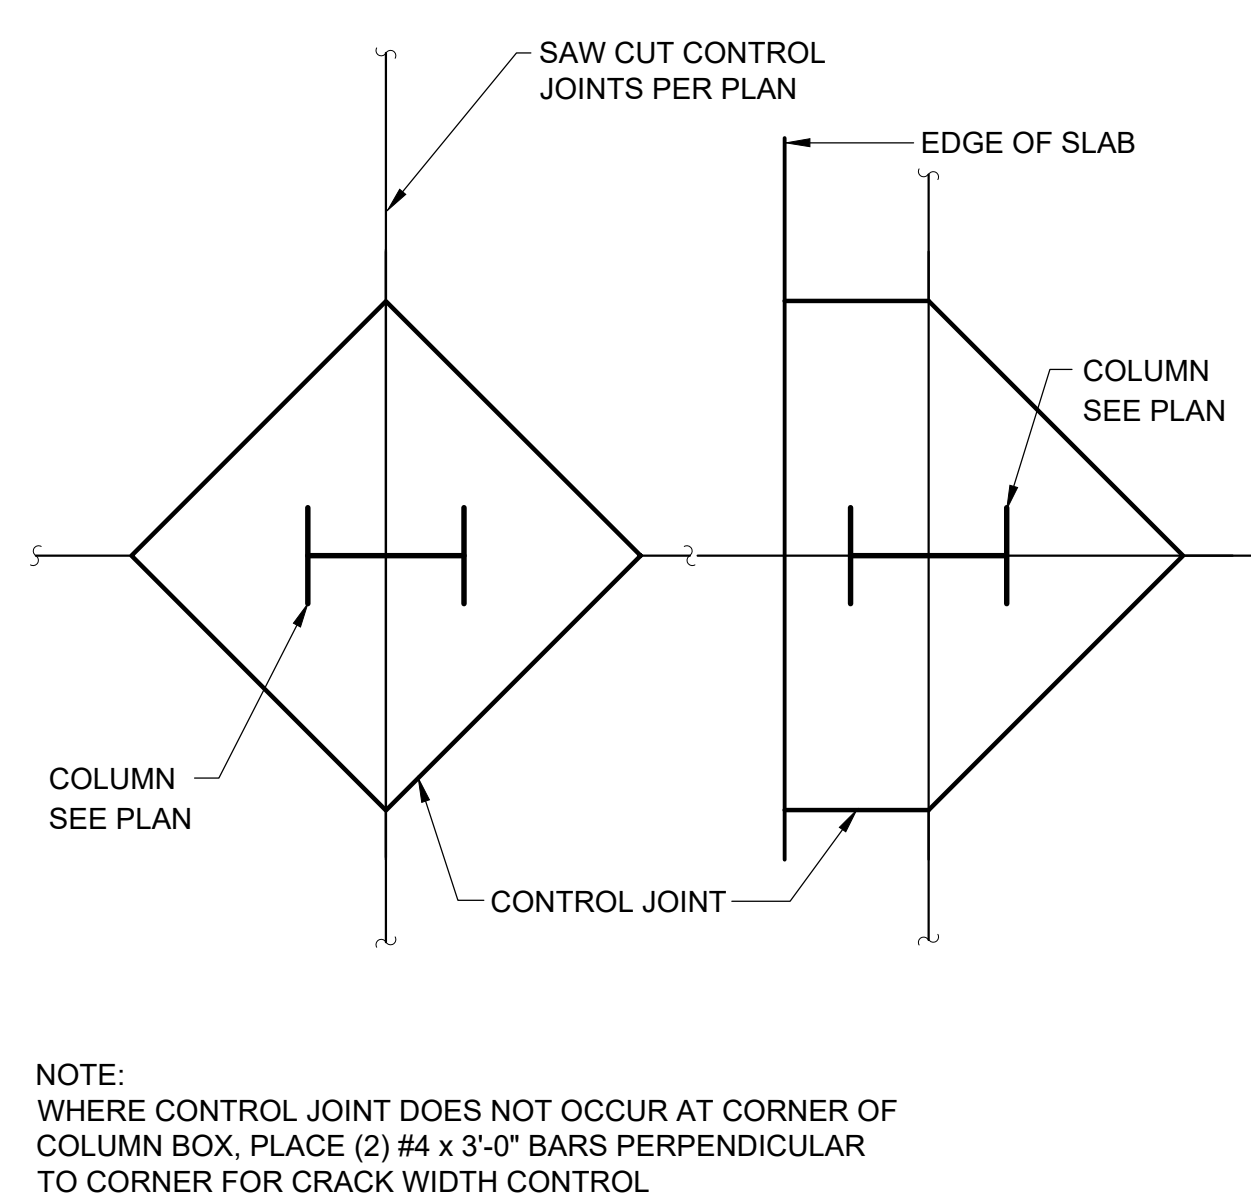 SAW CUT CONTROL
JOINTS PER PLAN
EDGE OF SLAB
COLUMN
SEE PLAN
COLUMN
SEE PLAN
CONTROL JOINT
NOTE:
WHERE CONTROL JOINT DOES NOT OCCUR AT CORNER OF
COLUMN BOX, PLACE (2) #4 x 3'-0" BARS PERPENDICULAR
TO CORNER FOR CRACK WIDTH CONTROL